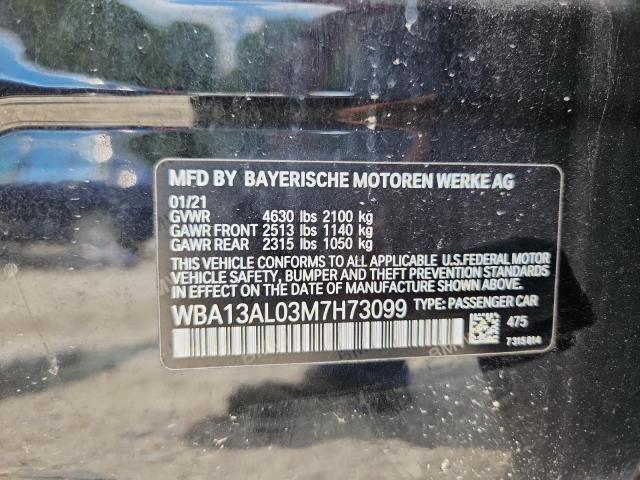 MFD BY BAYERISCHE MOTOREN WERKE AG
01/21
GVWR 4630 lbs 2100 kg
GAWR FRONT 2513 lbs 1140 kg
GAWR REAR 2315 lbs 1050 kg
THIS VEHICLE CONFORMS TO ALL APPLICABLE U.S.FEDERAL MOTOR
VEHICLE SAFETY, BUMPER AND THEFT PREVENTION STANDARDS
IN EFFECT ON THE DATE OF MANUFACTURE SHOWN ABOVE.
WBA13AL03M7H73099 TYPE: PASSENGER CAR
475
7315814